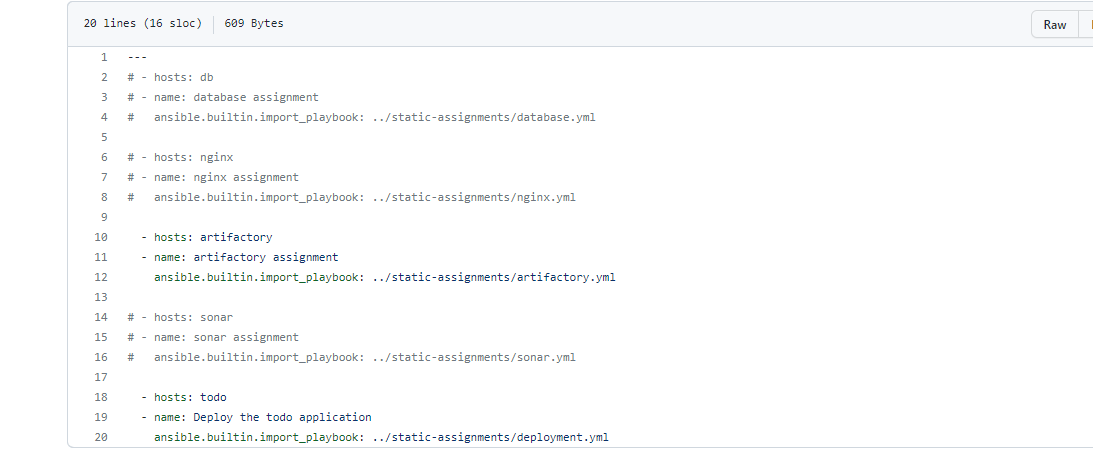 20 lines (16 sloc) 609 Bytes Raw
1 ---
2 # - hosts: db
3 # - name: database assignment
4 #   ansible.builtin.import_playbook: ../static-assignments/database.yml
5
6 # - hosts: nginx
7 # - name: nginx assignment
8 #   ansible.builtin.import_playbook: ../static-assignments/nginx.yml
9
10   - hosts: artifactory
11   - name: artifactory assignment
12     ansible.builtin.import_playbook: ../static-assignments/artifactory.yml
13
14 # - hosts: sonar
15 # - name: sonar assignment
16 #   ansible.builtin.import_playbook: ../static-assignments/sonar.yml
17
18   - hosts: todo
19   - name: Deploy the todo application
20     ansible.builtin.import_playbook: ../static-assignments/deployment.yml